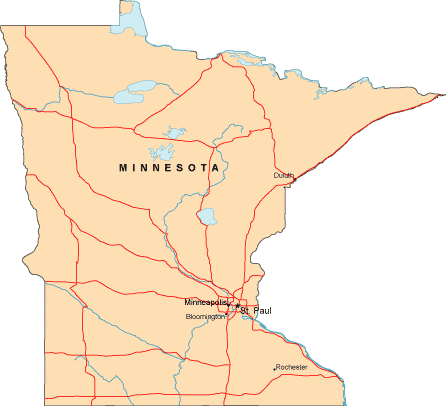 MINNESOTA
Duluth
Minneapolis
St. Paul
Bloomington
Rochester